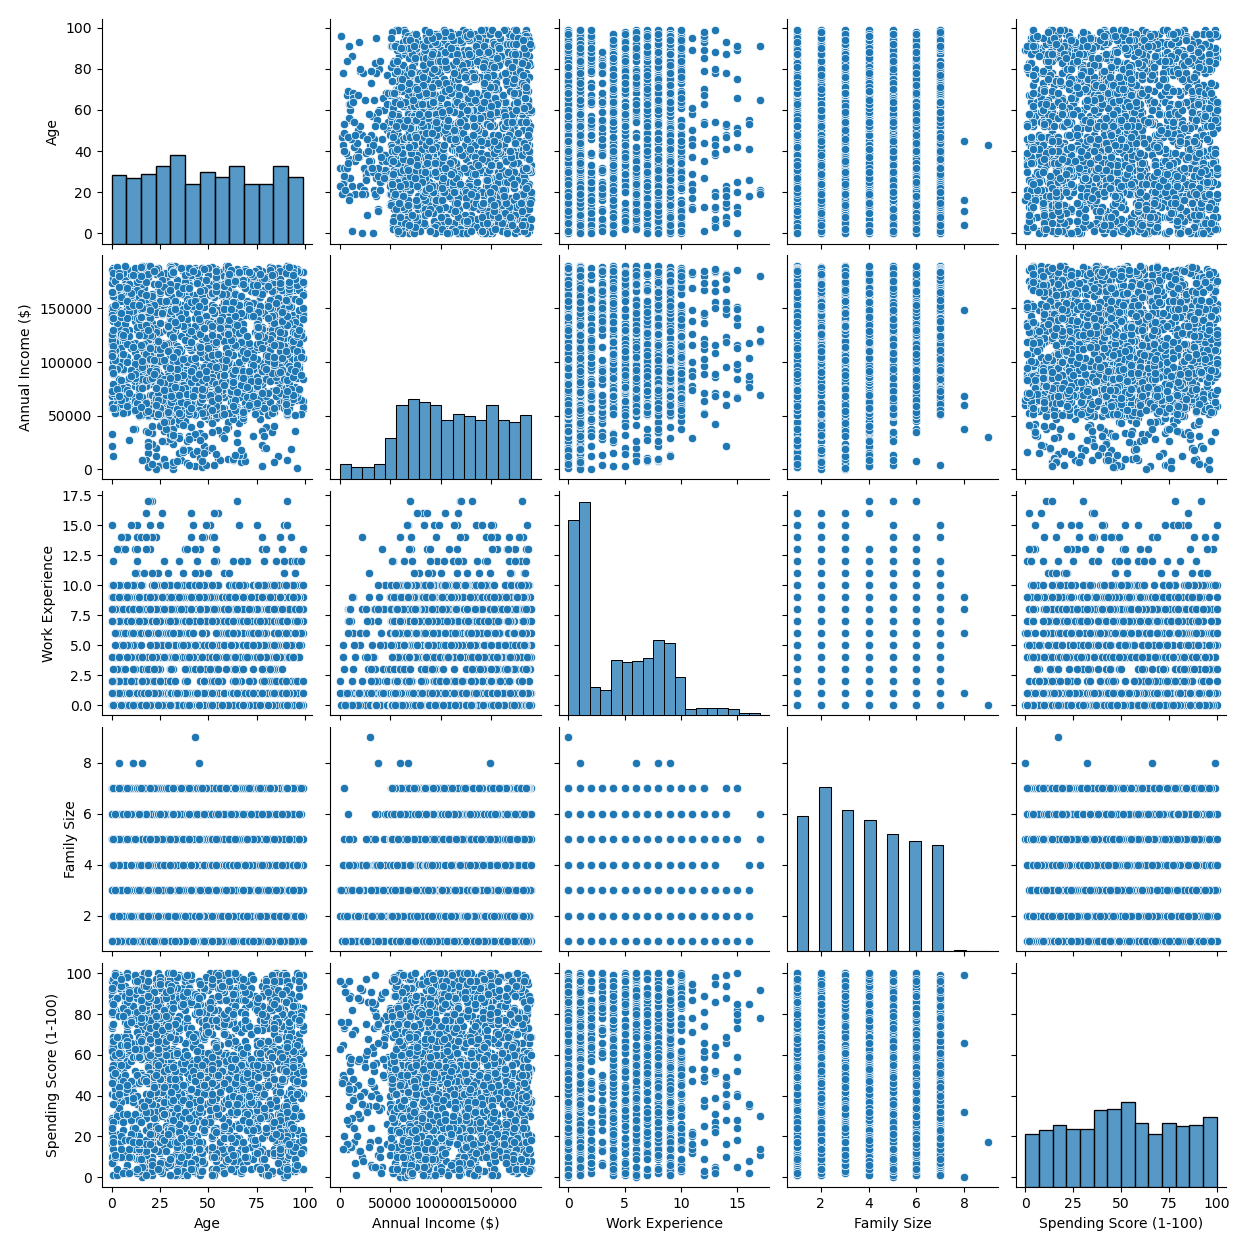 100
80
60
40
20
0
Age
150000
100000
50000
0
Annual Income ($)
17.5
15.0
12.5
10.0
7.5
5.0
2.5
0.0
Work Experience
8
6
4
2
Family Size
100
80
60
40
20
0
Spending Score (1-100)
0 25 50 75 100
0 50000 100000 150000
0 5 10 15
2 4 6 8
0 25 50 75 100
Age
Annual Income ($)
Work Experience
Family Size
Spending Score (1-100)